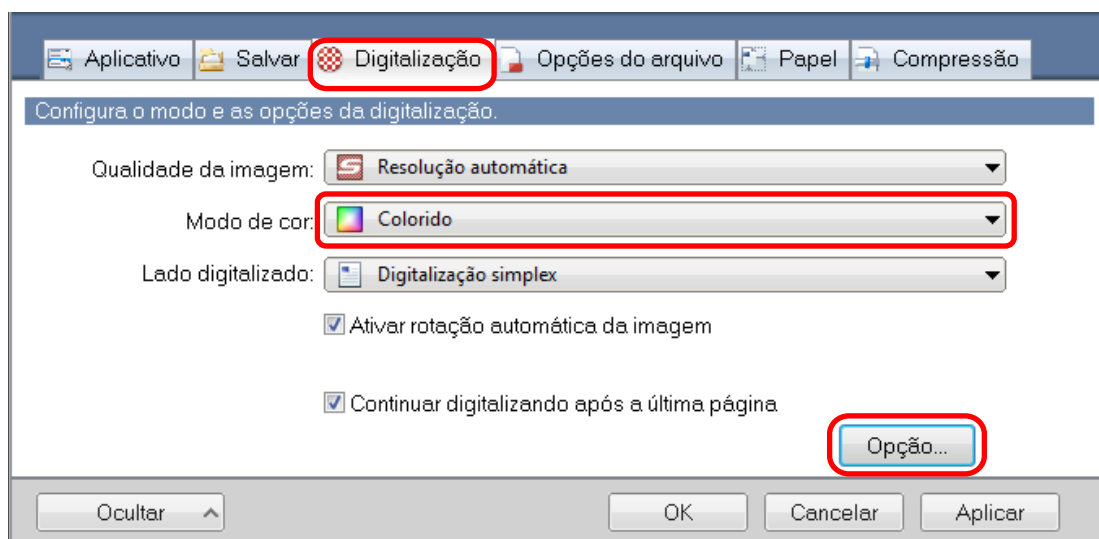 Aplicativo Salvar Digitalização Opções do arquivo Papel Compressão
Configura o modo e as opções da digitalização.
Qualidade da imagem: Resolução automática
Modo de cor: Colorido
Lado digitalizado: Digitalização simplex
Ativar rotação automática da imagem
Continuar digitalizando após a última página
Opção...
Ocultar OK Cancelar Aplicar